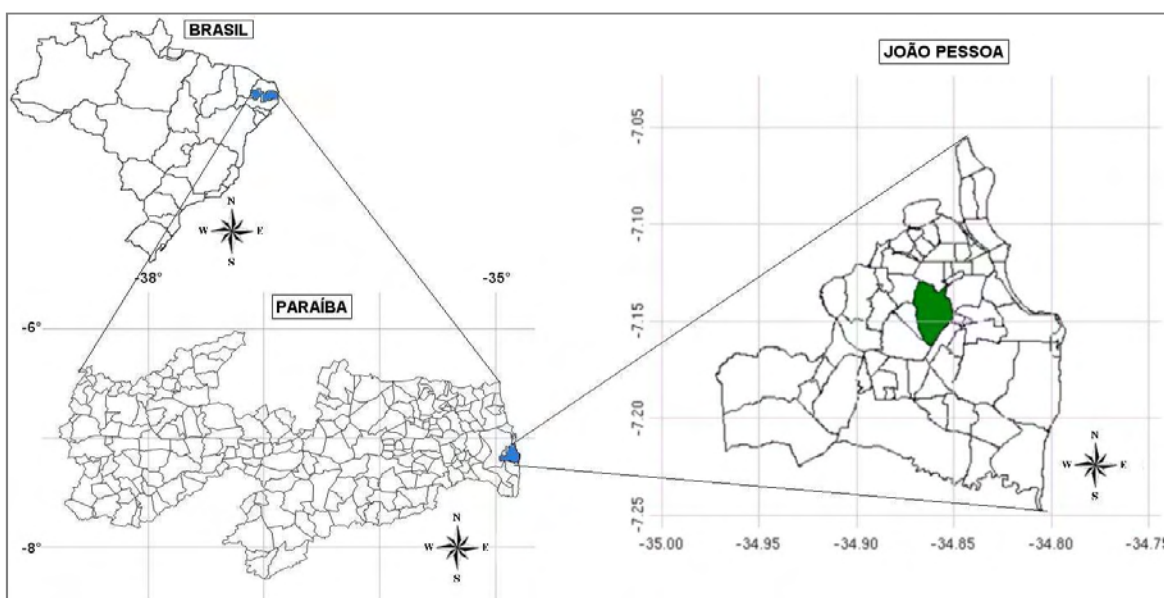 BRASIL
N
W E
S
-38° -35°
PARAÍBA
-6°
-8°
N
W E
S
JOÃO PESSOA
-7.05
-7.10
-7.15
-7.20
-7.25
N
W E
S
-35.00 -34.95 -34.90 -34.85 -34.80 -34.75